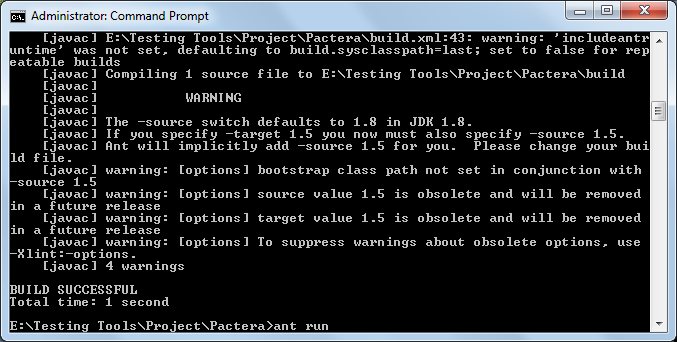 Administrator: Command Prompt
[javac] E:\Testing Tools\Project\Pactera\build.xml:43: warning: 'includeantr
untime' was not set, defaulting to build.sysclasspath=last; set to false for rep
eatable builds
[javac] Compiling 1 source file to E:\Testing Tools\Project\Pactera\build
[javac]
[javac] WARNING
[javac]
[javac] The -source switch defaults to 1.8 in JDK 1.8.
[javac] If you specify -target 1.5 you now must also specify -source 1.5.
[javac] Ant will implicitly add -source 1.5 for you. Please change your bui
ld file.
[javac] warning: [options] bootstrap class path not set in conjunction with
-source 1.5
[javac] warning: [options] source value 1.5 is obsolete and will be removed
in a future release
[javac] warning: [options] target value 1.5 is obsolete and will be removed
in a future release
[javac] warning: [options] To suppress warnings about obsolete options, use
-Xlint:-options.
[javac] 4 warnings
BUILD SUCCESSFUL
Total time: 1 second
E:\Testing Tools\Project\Pactera>ant run